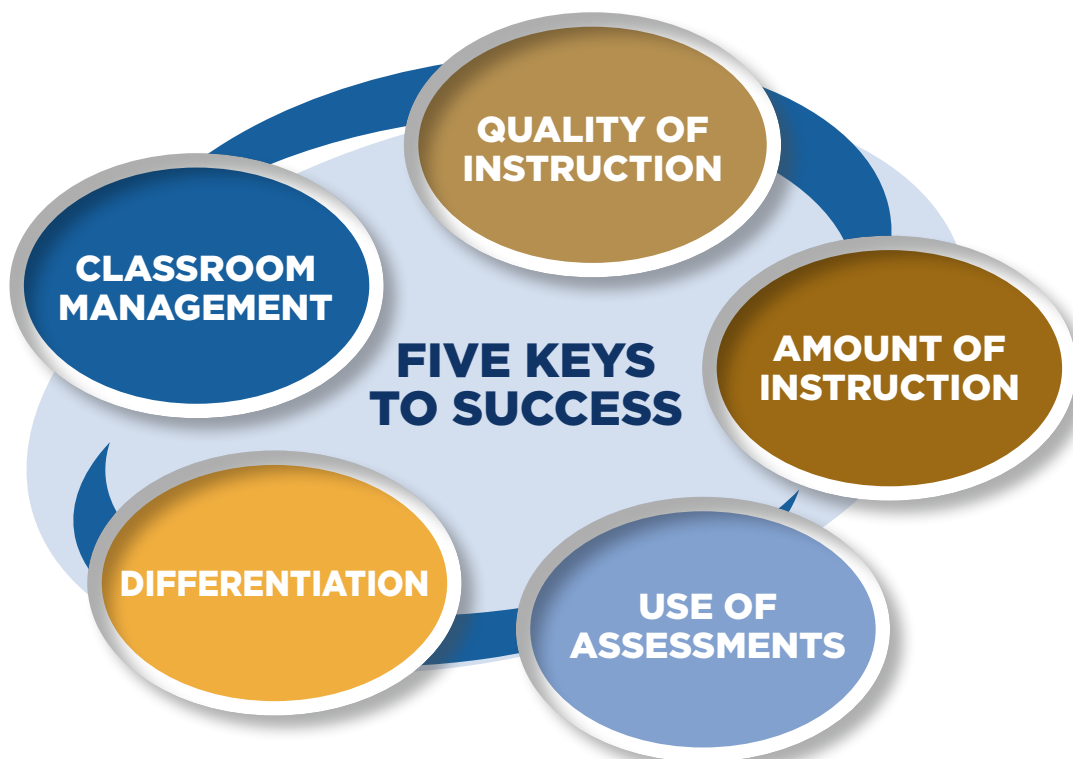 QUALITY OF
INSTRUCTION
CLASSROOM
MANAGEMENT
FIVE KEYS
TO SUCCESS
AMOUNT OF
INSTRUCTION
DIFFERENTIATION
USE OF
ASSESSMENTS